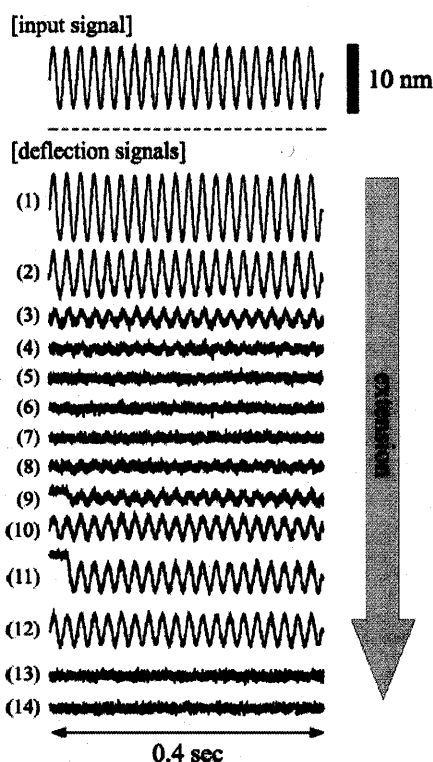 [input signal]
10 nm
[deflection signals]
(1)
(2)
(3)
(4)
(5)
(6)
(7)
(8)
(9)
(10)
(11)
(12)
(13)
(14)
extension
0.4 sec